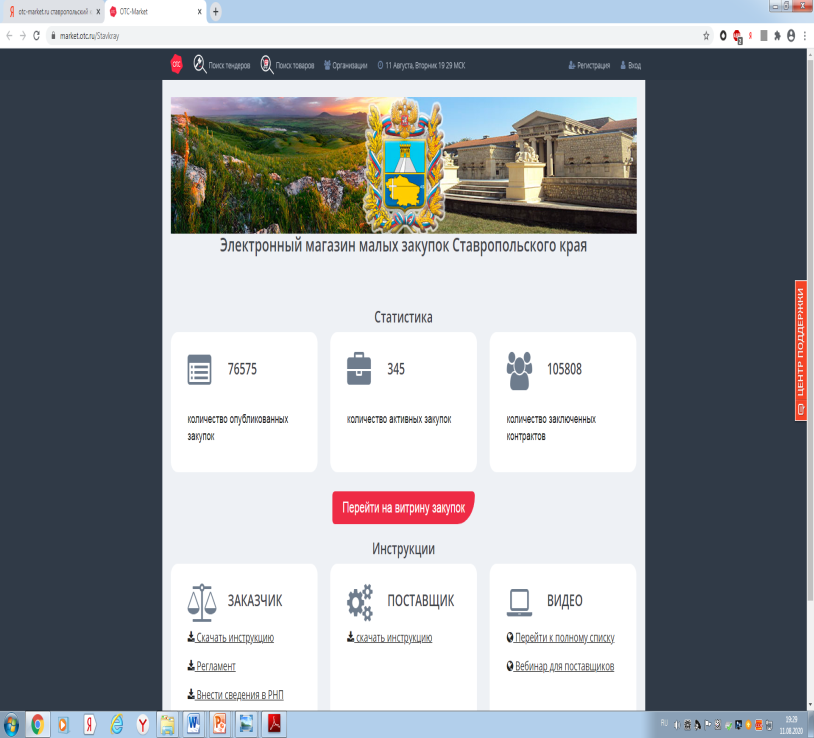 otc-market.ru ставропольский к
OTC-Market
market.otc.ru/Stavkray
отс
Поиск тендеров
Поиск товаров
Организации
11 Августа, Вторник 19 29 МСК
Регистрация
Вход
Электронный магазин малых закупок Ставропольского края
Статистика
76575
количество опубликованных
закупок
345
количество активных закупок
105808
количество заключенных
контрактов
Перейти на витрину закупок
Инструкции
ЗАКАЗЧИК
Скачать инструкцию
Регламент
Внести сведения в РНП
ПОСТАВЩИК
скачать инструкцию
ВИДЕО
Перейти к полному списку
Вебинар для поставщиков
ЦЕНТР ПОДДЕРЖКИ
RU
19:29
11.08.2020